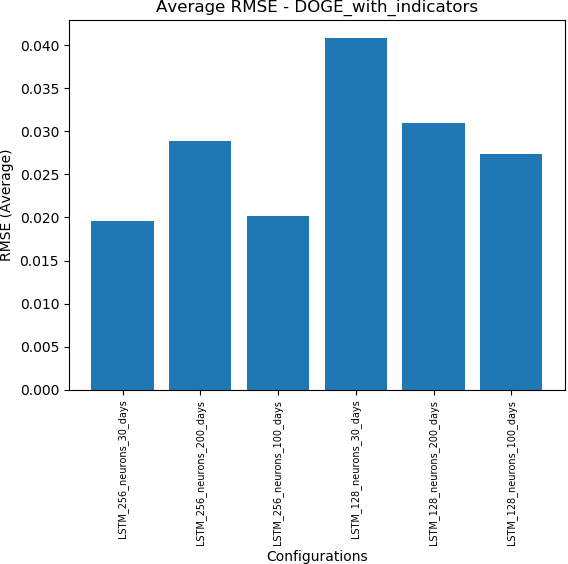 Average RMSE - DOGE_with_indicators
RMSE (Average)
0.040
0.035
0.030
0.025
0.020
0.015
0.010
0.005
0.000
LSTM_256_neurons_30_days
LSTM_256_neurons_200_days
LSTM_256_neurons_100_days
LSTM_128_neurons_30_days
LSTM_128_neurons_200_days
LSTM_128_neurons_100_days
Configurations